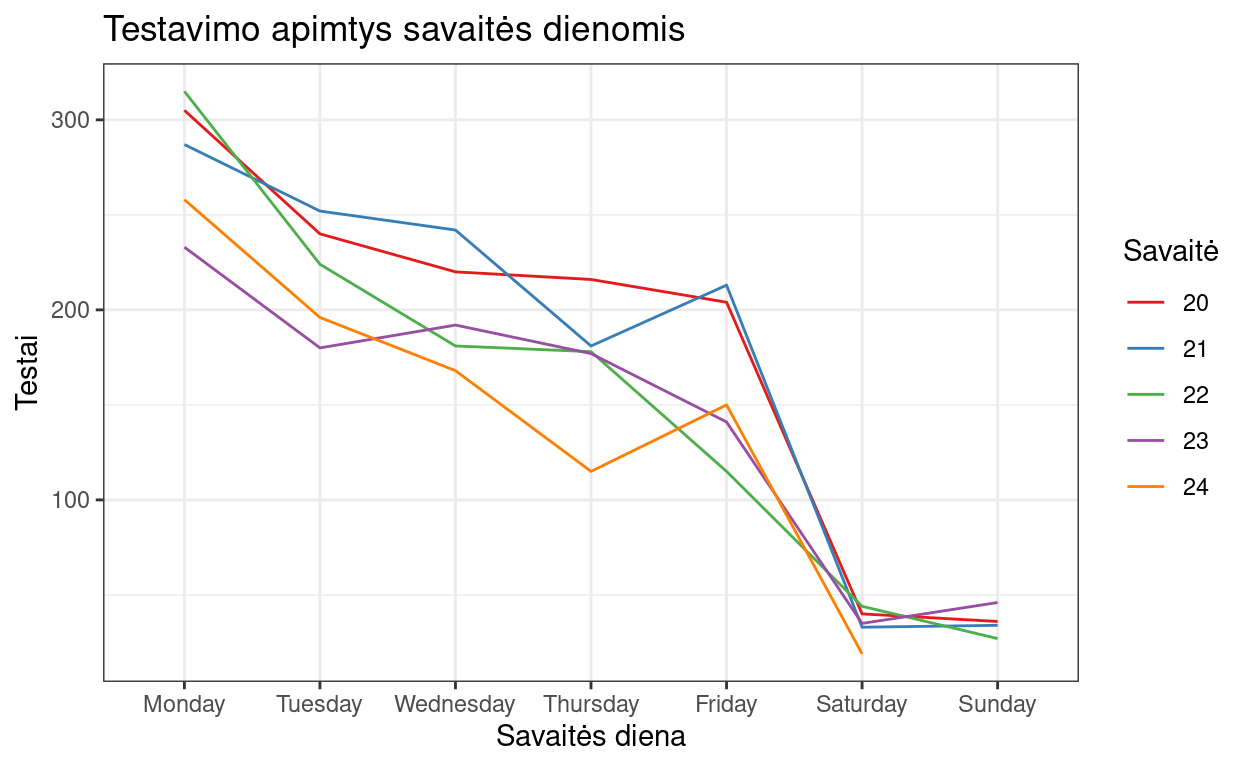 Testavimo apimtys savaitės dienomis
Testai
300
200
100
Monday Tuesday Wednesday Thursday Friday Saturday Sunday
Savaitės diena
Savaitė
20
21
22
23
24